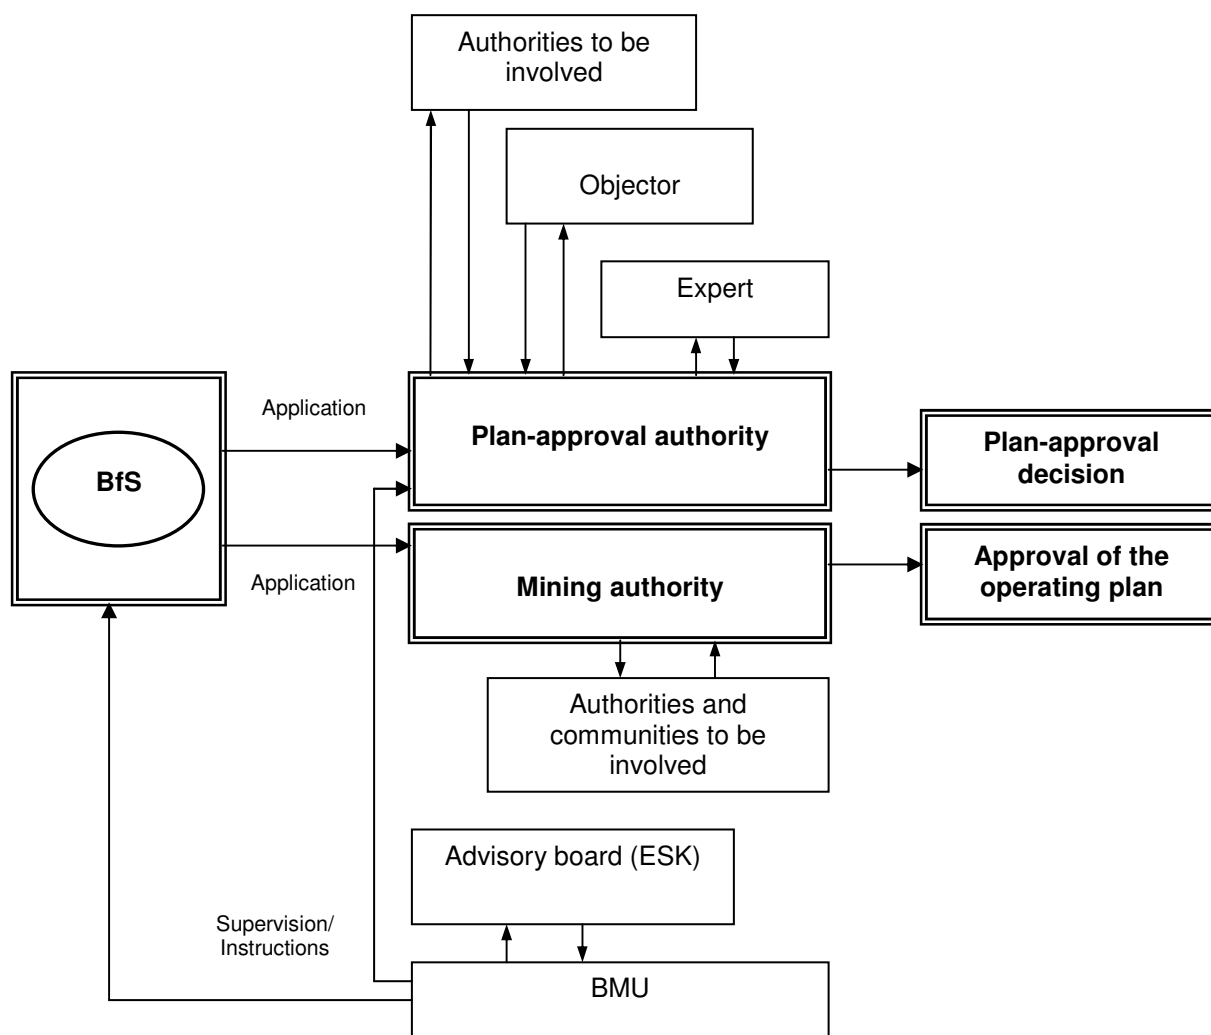 Authorities to be
involved
Objector
Expert
Application
Plan-approval authority
Plan-approval
decision
BfS
Application
Mining authority
Approval of the
operating plan
Authorities and
communities to be
involved
Advisory board (ESK)
Supervision/
Instructions
BMU